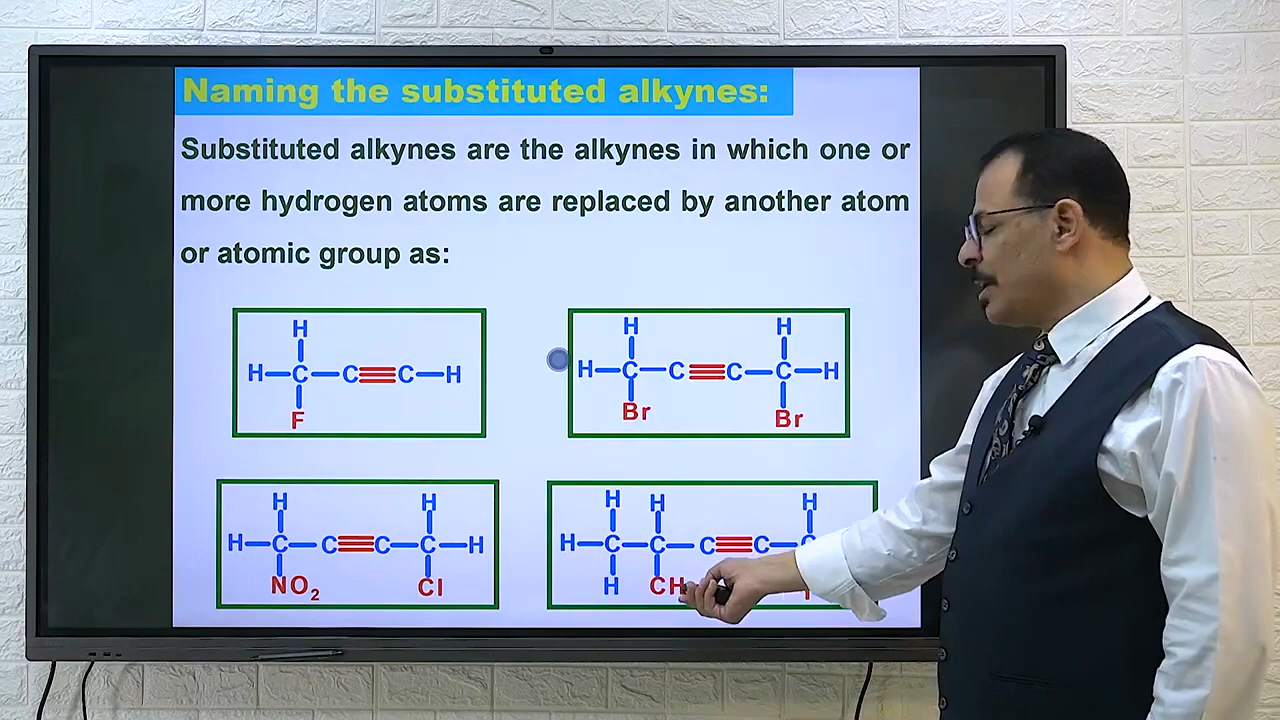 Naming the substituted alkynes:
Substituted alkynes are the alkynes in which one or
more hydrogen atoms are replaced by another atom
or atomic group as:
H
H C C C H
F
H H
H C C C C H
Br Br
H H
H C C C C H
NO2 Cl
H H H
H C C C C
H CH